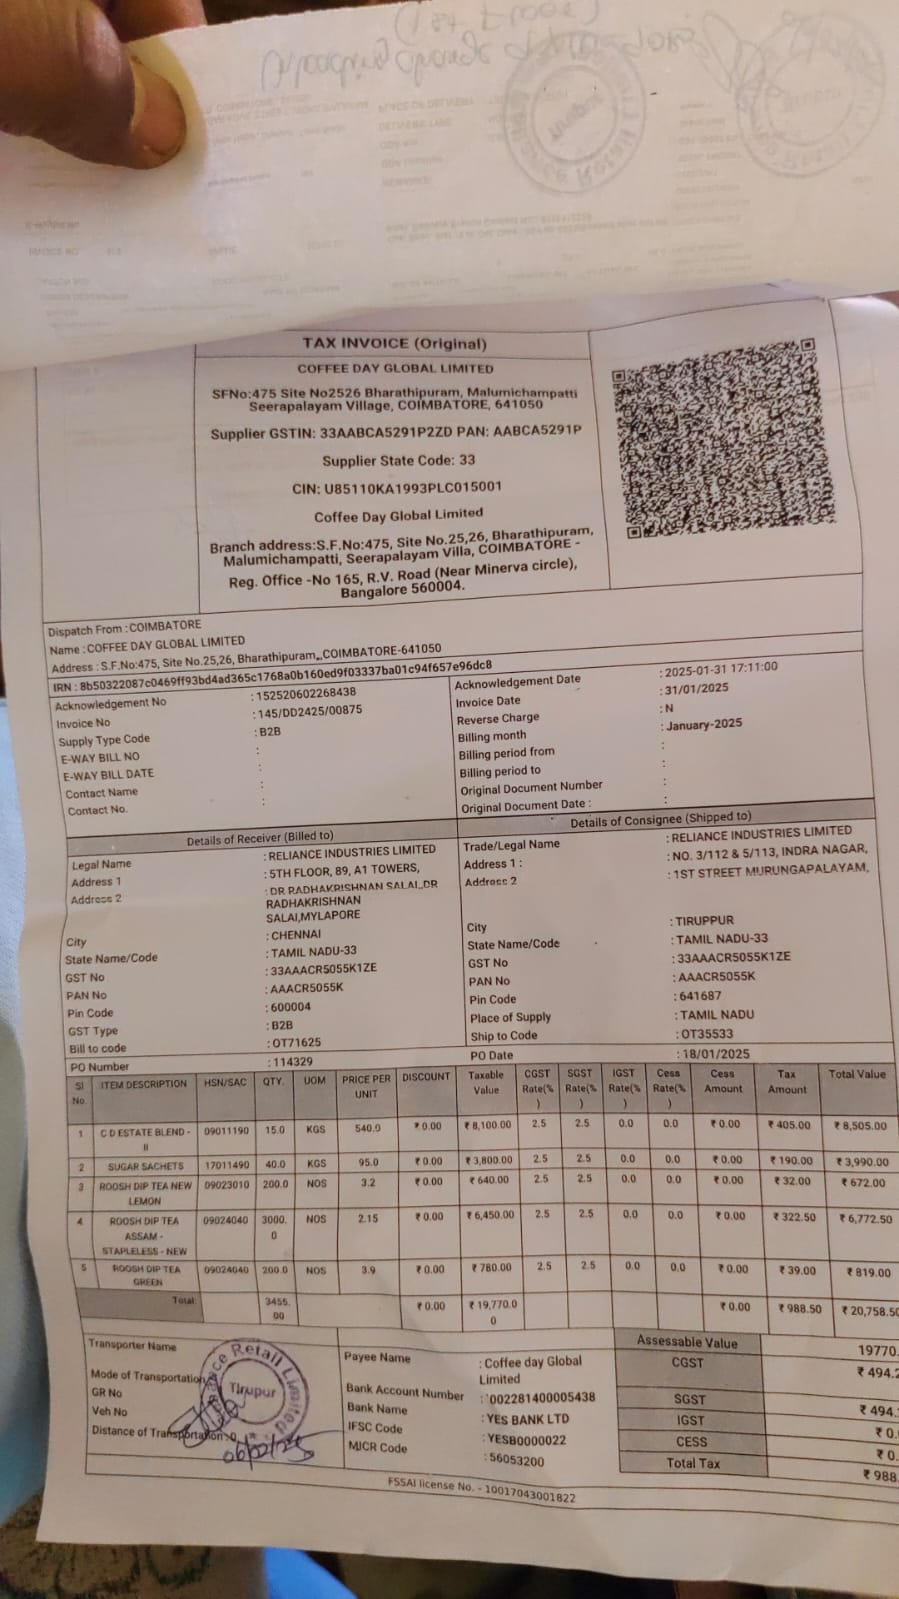 TAX INVOICE (Original)
COFFEE DAY GLOBAL LIMITED
SFNo:475 Site No2526 Bharathipuram, Malumichampatti
Seerapalayam Village, COIMBATORE, 641050
Supplier GSTIN: 33AABCA5291P2ZD PAN: AABCA5291P
Supplier State Code: 33
CIN: U85110KA1993PLC015001
Coffee Day Global Limited
Branch address:S.F.No:475, Site No.25,26, Bharathipuram,
Malumichampatti, Seerapalayam Villa, COIMBATORE -
Reg. Office -No 165, R.V. Road (Near Minerva circle),
Bangalore 560004.
Dispatch From : COIMBATORE
Name : COFFEE DAY GLOBAL LIMITED
Address : S.F.No:475, Site No.25,26, Bharathipuram,,COIMBATORE-641050
IRN : 8b50322087c0469ff93bd4ad365c1768a0b160ed9f03337ba01c94f657e96dc8
Acknowledgement No : 152520602268438
Invoice No : 145/DD2425/00875
Supply Type Code : B2B
E-WAY BILL NO :
E-WAY BILL DATE :
Contact Name :
Contact No. :
Acknowledgement Date : 2025-01-31 17:11:00
Invoice Date : 31/01/2025
Reverse Charge : N
Billing month : January-2025
Billing period from :
Billing period to :
Original Document Number :
Original Document Date : :
Details of Receiver (Billed to)
Legal Name : RELIANCE INDUSTRIES LIMITED
Address 1 : 5TH FLOOR, 89, A1 TOWERS,
Address 2 : DR RADHAKRISHNAN SALAI,,DR
RADHAKRISHNAN
SALAI,MYLAPORE
City : CHENNAI
State Name/Code : TAMIL NADU-33
GST No : 33AAACR5055K1ZE
PAN No : AAACR5055K
Pin Code : 600004
GST Type : B2B
Bill to code : OT71625
PO Number : 114329
Details of Consignee (Shipped to)
Trade/Legal Name : RELIANCE INDUSTRIES LIMITED
Address 1 : : NO. 3/112 & 5/113, INDRA NAGAR,
Address 2 : 1ST STREET MURUNGAPALAYAM,
City : TIRUPPUR
State Name/Code : TAMIL NADU-33
GST No : 33AAACR5055K1ZE
PAN No : AAACR5055K
Pin Code : 641687
Place of Supply : TAMIL NADU
Ship to Code : OT35533
PO Date : 18/01/2025
SI No. ITEM DESCRIPTION HSN/SAC QTY. UOM PRICE PER UNIT DISCOUNT Taxable Value CGST Rate(% ) SGST Rate(% ) IGST Rate(% ) Cess Rate(% ) Cess Amount Tax Amount Total Value
1 C D ESTATE BLEND - II 09011190 15.0 KGS 540.0 ₹ 0.00 ₹ 8,100.00 2.5 2.5 0.0 0.0 ₹ 0.00 ₹ 405.00 ₹ 8,505.00
2 SUGAR SACHETS 17011490 40.0 KGS 95.0 ₹ 0.00 ₹ 3,800.00 2.5 2.5 0.0 0.0 ₹ 0.00 ₹ 190.00 ₹ 3,990.00
3 ROOSH DIP TEA NEW LEMON 09023010 200.0 NOS 3.2 ₹ 0.00 ₹ 640.00 2.5 2.5 0.0 0.0 ₹ 0.00 ₹ 32.00 ₹ 672.00
4 ROOSH DIP TEA ASSAM - STAPLELESS - NEW 09024040 3000.0 NOS 2.15 ₹ 0.00 ₹ 6,450.00 2.5 2.5 0.0 0.0 ₹ 0.00 ₹ 322.50 ₹ 6,772.50
5 ROOSH DIP TEA GREEN 09024040 200.0 NOS 3.9 ₹ 0.00 ₹ 780.00 2.5 2.5 0.0 0.0 ₹ 0.00 ₹ 39.00 ₹ 819.00
Total: 3455.00 ₹ 0.00 ₹ 19,770.00 ₹ 0.00 ₹ 988.50 ₹ 20,758.50
Transporter Name
Mode of Transportation
GR No
Veh No
Distance of Transportation :0
Tirupur
Payee Name : Coffee day Global
Limited
Bank Account Number : '002281400005438
Bank Name : YES BANK LTD
IFSC Code : YESB0000022
MICR Code : 56053200
Assessable Value 19770.
CGST ₹ 494.2
SGST ₹ 494.
IGST ₹ 0.
CESS ₹ 0.
Total Tax ₹ 988.
FSSAI license No. - 10017043001822